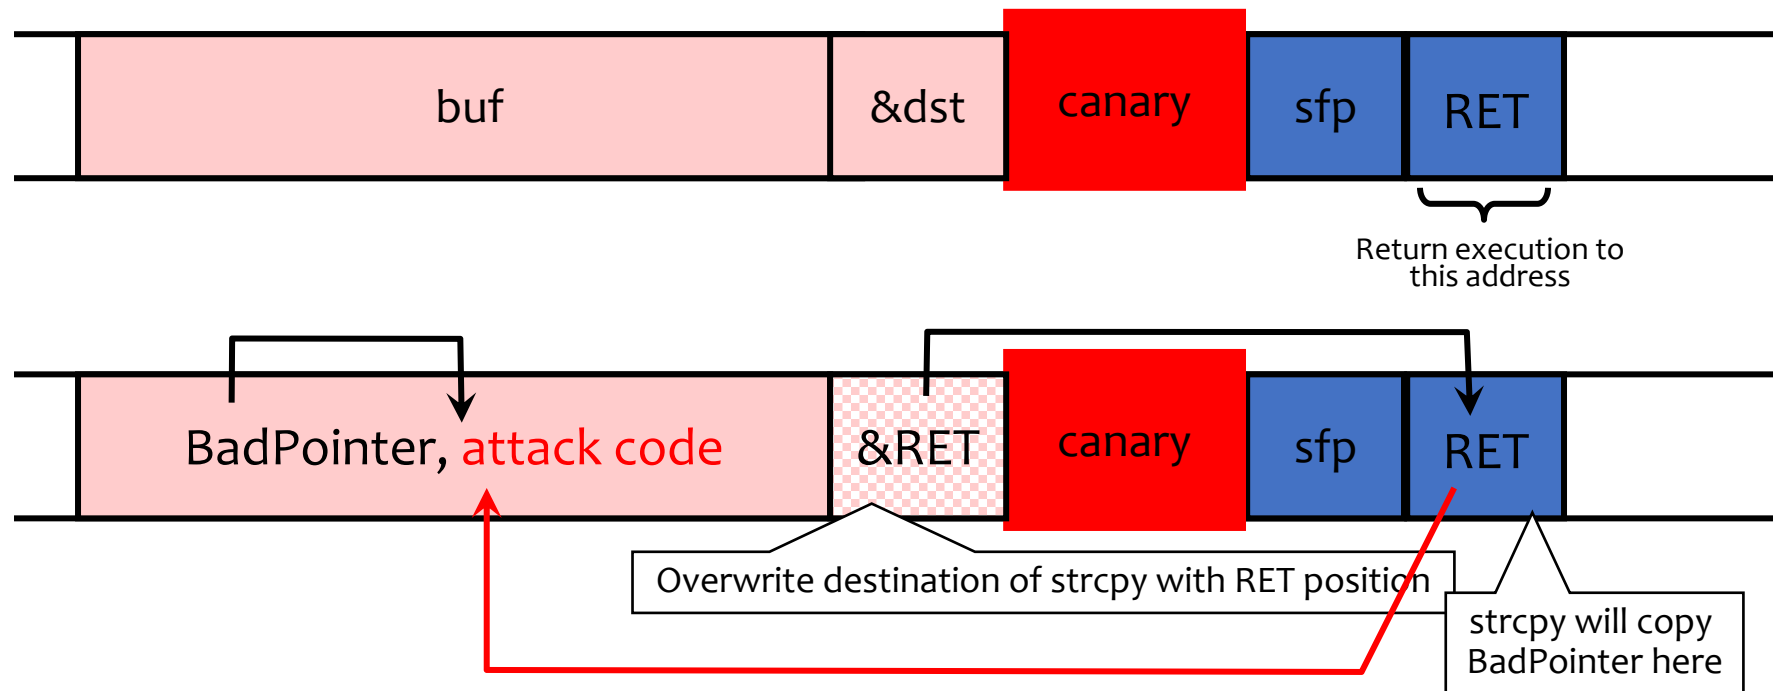 buf
&dst
canary
sfp
RET
Return execution to
this address
BadPointer, attack code
&RET
canary
sfp
RET
Overwrite destination of strcpy with RET position
strcpy will copy
BadPointer here